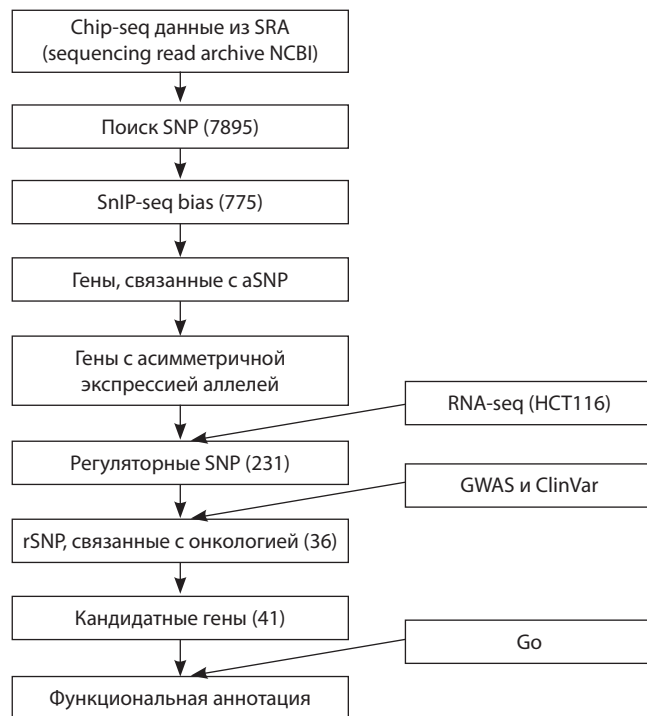 Chip-seq данные из SRA
(sequencing read archive NCBI)
Поиск SNP (7895)
SnIP-seq bias (775)
Гены, связанные с aSNP
Гены с асимметричной
экспрессией аллелей
RNA-seq (HCT116)
Регуляторные SNP (231)
GWAS и ClinVar
rSNP, связанные с онкологией (36)
Кандидатные гены (41)
Go
Функциональная аннотация